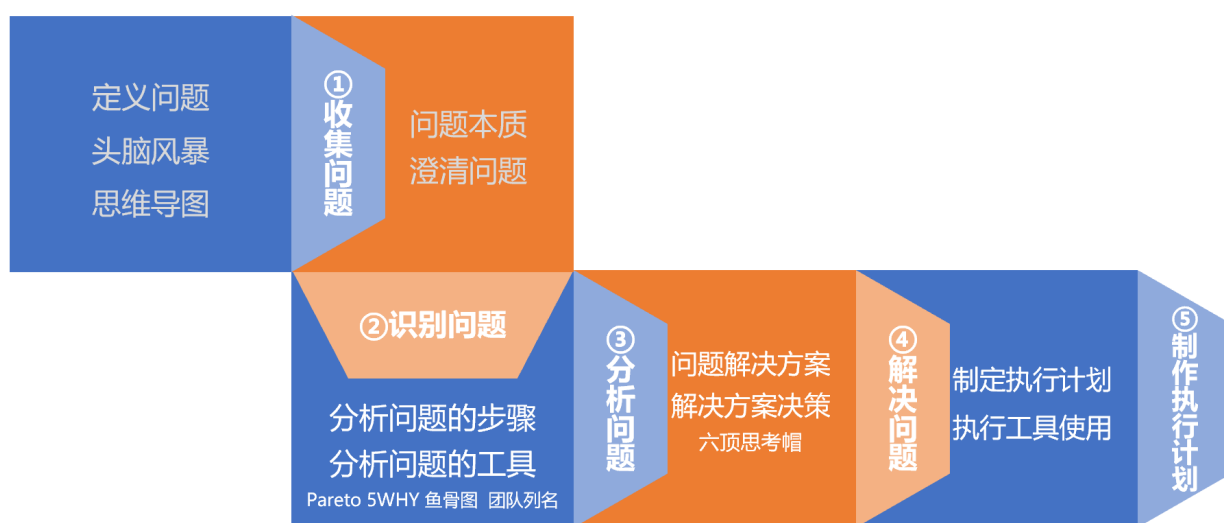 定义问题
头脑风暴
思维导图
①收集问题
问题本质
澄清问题
②识别问题
分析问题的步骤
分析问题的工具
Pareto 5WHY 鱼骨图 团队列名
③分析问题
问题解决方案
解决方案决策
六顶思考帽
④解决问题
制定执行计划
执行工具使用
⑤制作执行计划